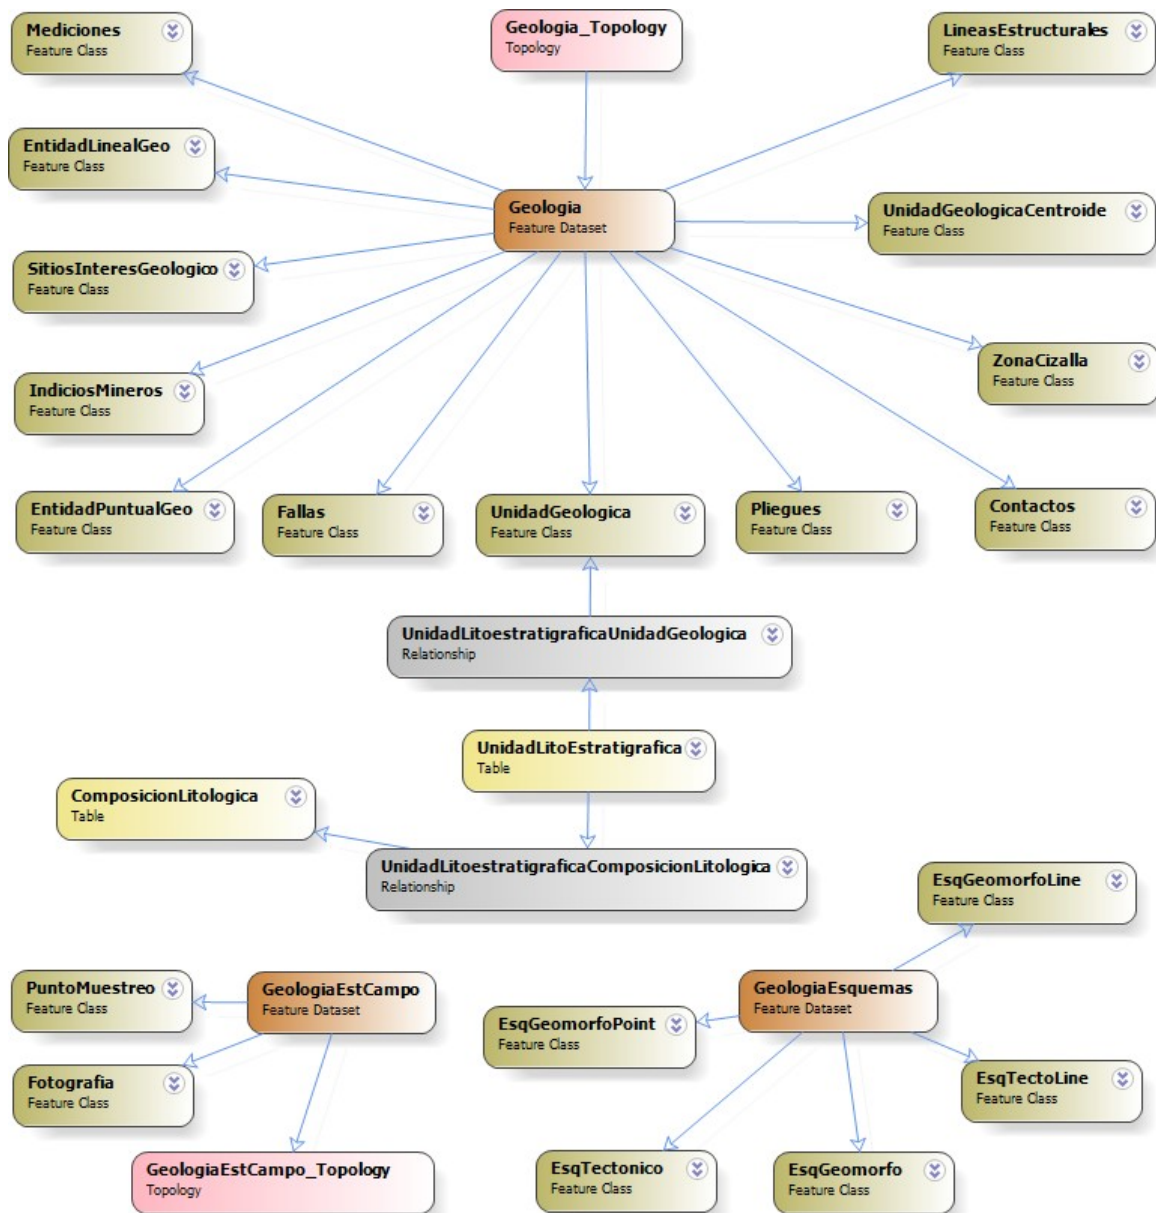 Mediciones
Feature Class
Geologia_Topology
Topology
LineasEstructurales
Feature Class
EntidadLinealGeo
Feature Class
Geologia
Feature Dataset
UnidadGeologicaCentroide
Feature Class
SitiosInteresGeologico
Feature Class
ZonaCizalla
Feature Class
IndiciosMineros
Feature Class
EntidadPuntualGeo
Feature Class
Fallas
Feature Class
UnidadGeologica
Feature Class
Pliegues
Feature Class
Contactos
Feature Class
UnidadLitoestratigraficaUnidadGeologica
Relationship
UnidadLitoEstratigrafica
Table
ComposicionLitologica
Table
UnidadLitoestratigraficaComposicionLitologica
Relationship
EsqGeomorfoLine
Feature Class
PuntoMuestreo
Feature Class
GeologiaEstCampo
Feature Dataset
GeologiaEsquemas
Feature Dataset
EsqGeomorfoPoint
Feature Class
Fotografia
Feature Class
EsqTectoLine
Feature Class
GeologiaEstCampo_Topology
Topology
EsqTectonico
Feature Class
EsqGeomorfo
Feature Class